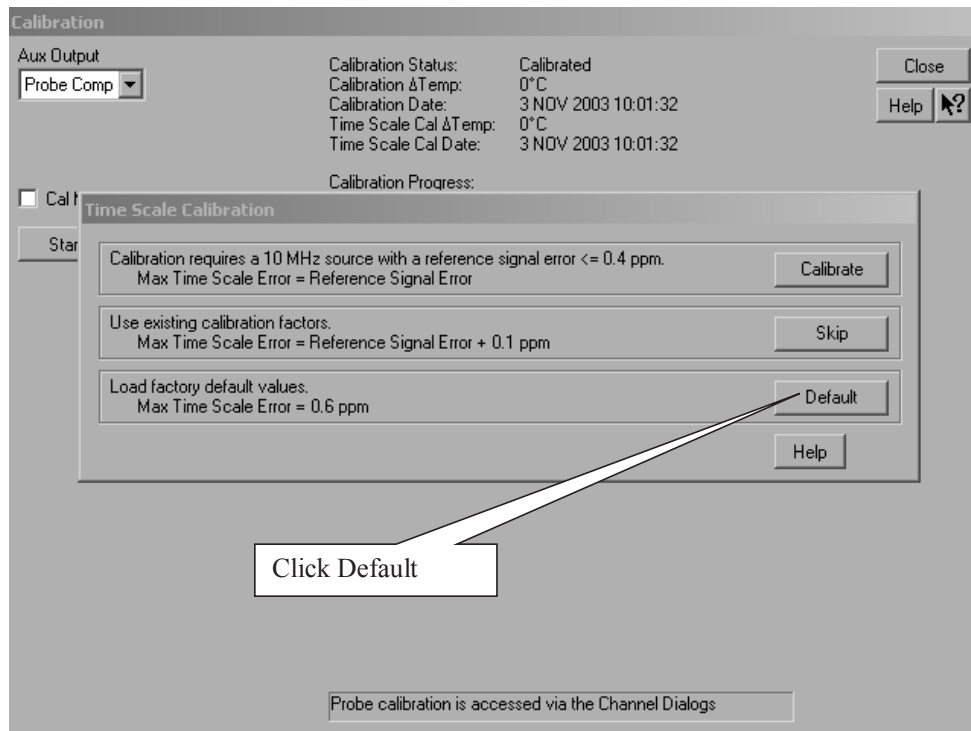 Calibration
Aux Output
Probe Comp
Calibration Status: Calibrated
Calibration ΔTemp: 0°C
Calibration Date: 3 NOV 2003 10:01:32
Time Scale Cal ΔTemp: 0°C
Time Scale Cal Date: 3 NOV 2003 10:01:32
Calibration Progress:
Close
Help
Cal
Star
Time Scale Calibration
Calibration requires a 10 MHz source with a reference signal error <= 0.4 ppm.
Max Time Scale Error = Reference Signal Error
Calibrate
Use existing calibration factors.
Max Time Scale Error = Reference Signal Error + 0.1 ppm
Skip
Load factory default values.
Max Time Scale Error = 0.6 ppm
Default
Help
Click Default
Probe calibration is accessed via the Channel Dialogs